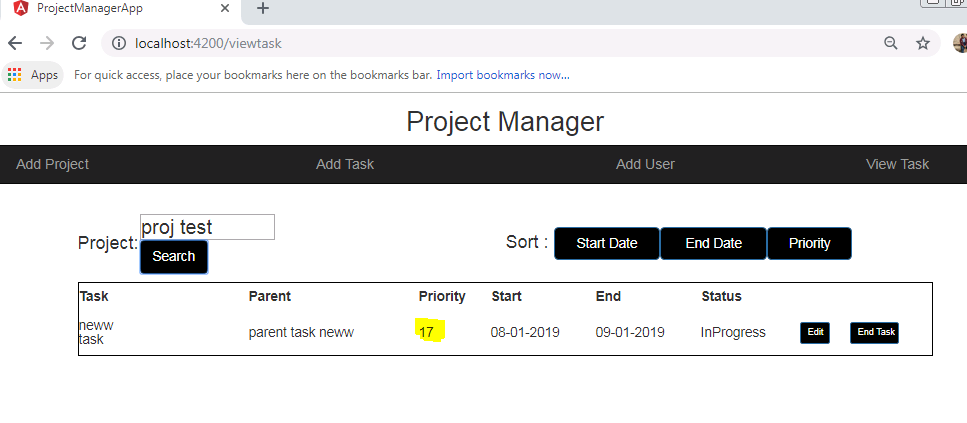 ProjectManagerApp
localhost:4200/viewtask
Apps For quick access, place your bookmarks here on the bookmarks bar. Import bookmarks now...
Project Manager
Add Project Add Task Add User View Task
Project: proj test
Search
Sort : Start Date End Date Priority
Task Parent Priority Start End Status
neww
task parent task neww 17 08-01-2019 09-01-2019 InProgress Edit End Task